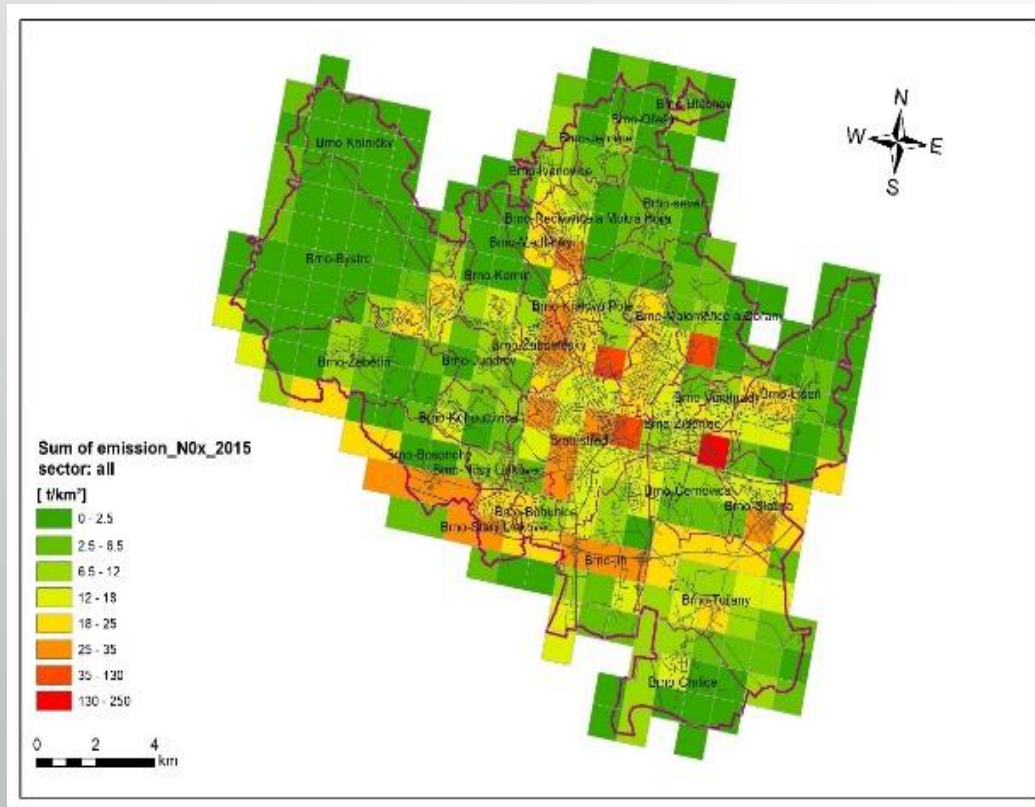 N
W E
S
Brno-Kníničky
Brno-Ořešín
Brno-Jehnice
Brno-Ivanovice
Brno-sever
Brno-Řečkovice a Mokrá Hora
Brno-Medlánky
Brno-Bystrc
Brno-Komín
Brno-Královo Pole
Brno-Maloměřice a Obřany
Brno-Žabovřesky
Brno-Žebětín
Brno-Jundrov
Brno-Vinohrady
Brno-Líšeň
Brno-Kohoutovice
Brno-Židenice
Brno-střed
Brno-Bosonohy
Brno-Nový Lískovec
Brno-Černovice
Brno-Slatina
Brno-Bohunice
Brno-Starý Lískovec
Brno-jih
Brno-Tuřany
Brno-Chrlice
Sum of emission_N0x_2015
sector: all
[ t/km²]
0 - 2.5
2.5 - 6.5
6.5 - 12
12 - 18
18 - 25
25 - 35
35 - 130
130 - 250
0 2 4
km